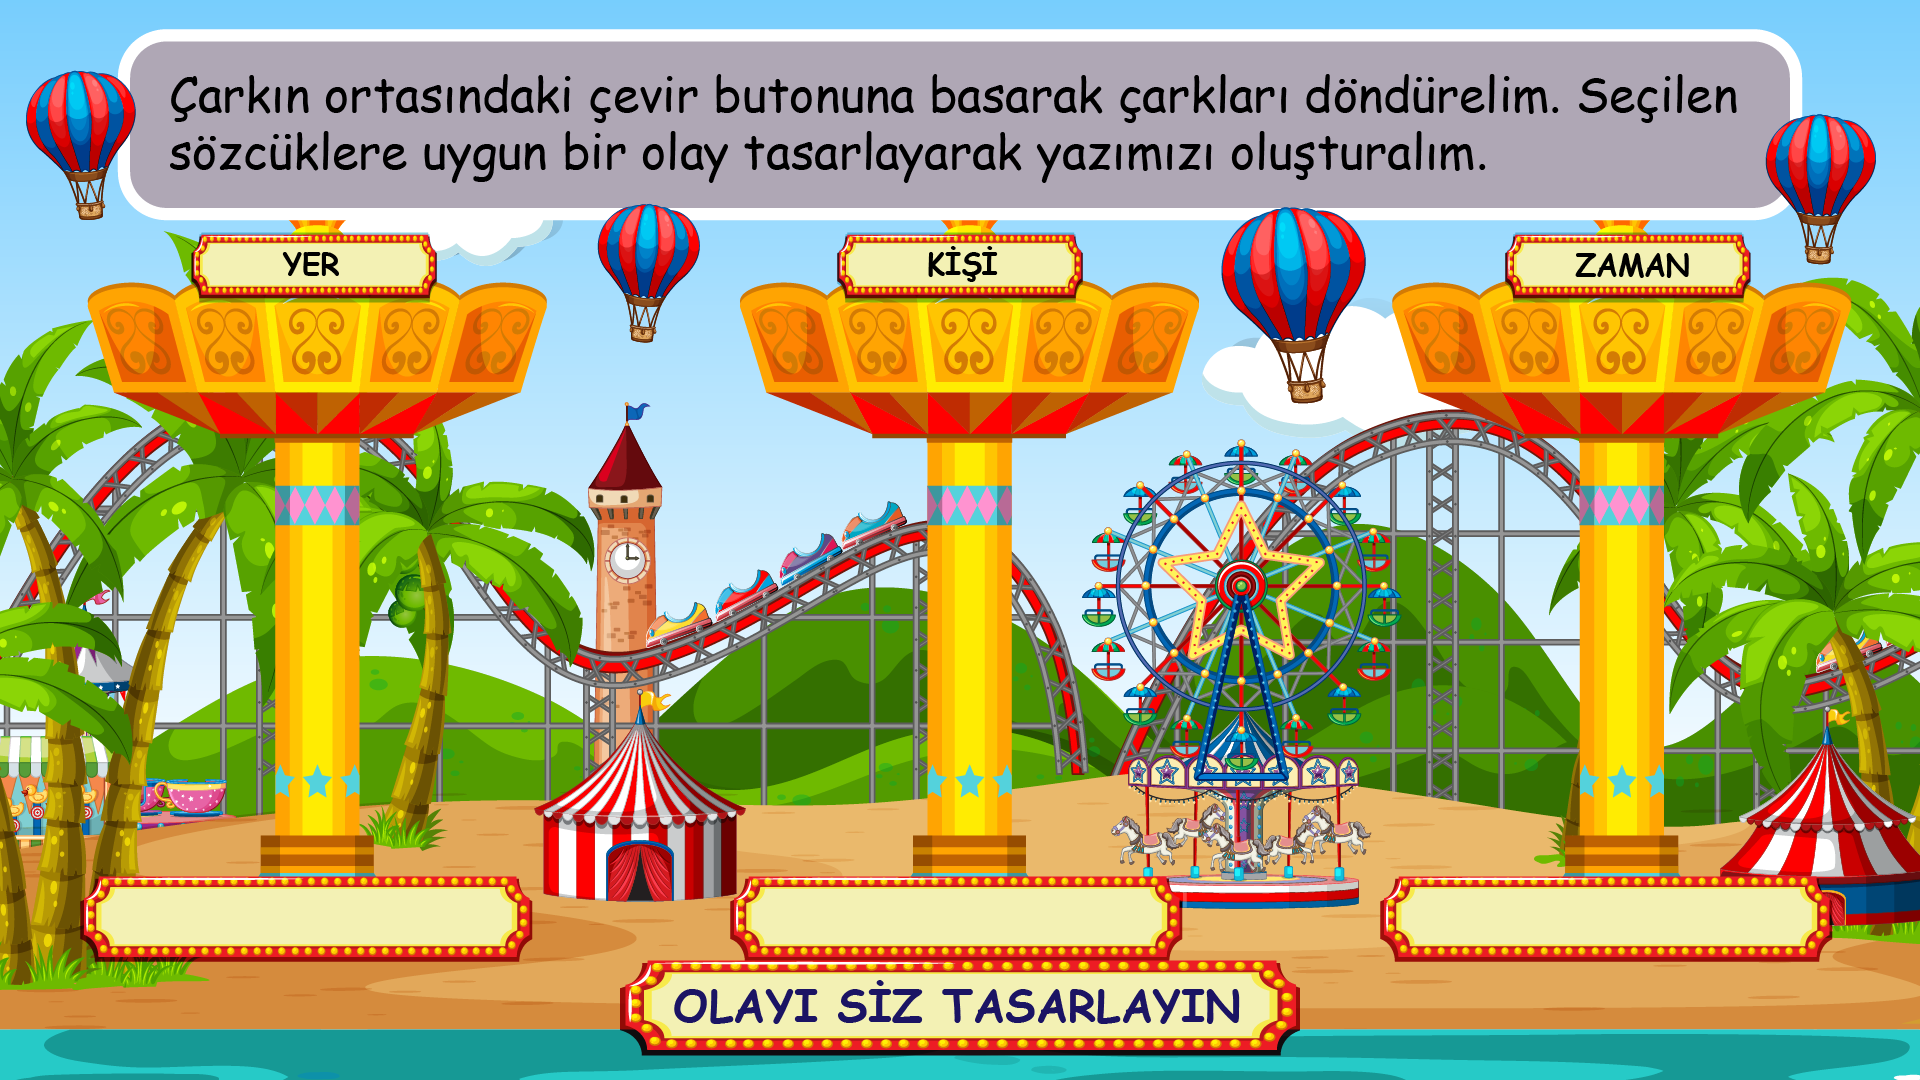 Çarkın ortasındaki çevir butonuna basarak çarkları döndürelim. Seçilen
sözcüklere uygun bir olay tasarlayarak yazımızı oluşturalım.
YER
KİŞİ
ZAMAN
OLAYI SİZ TASARLAYIN